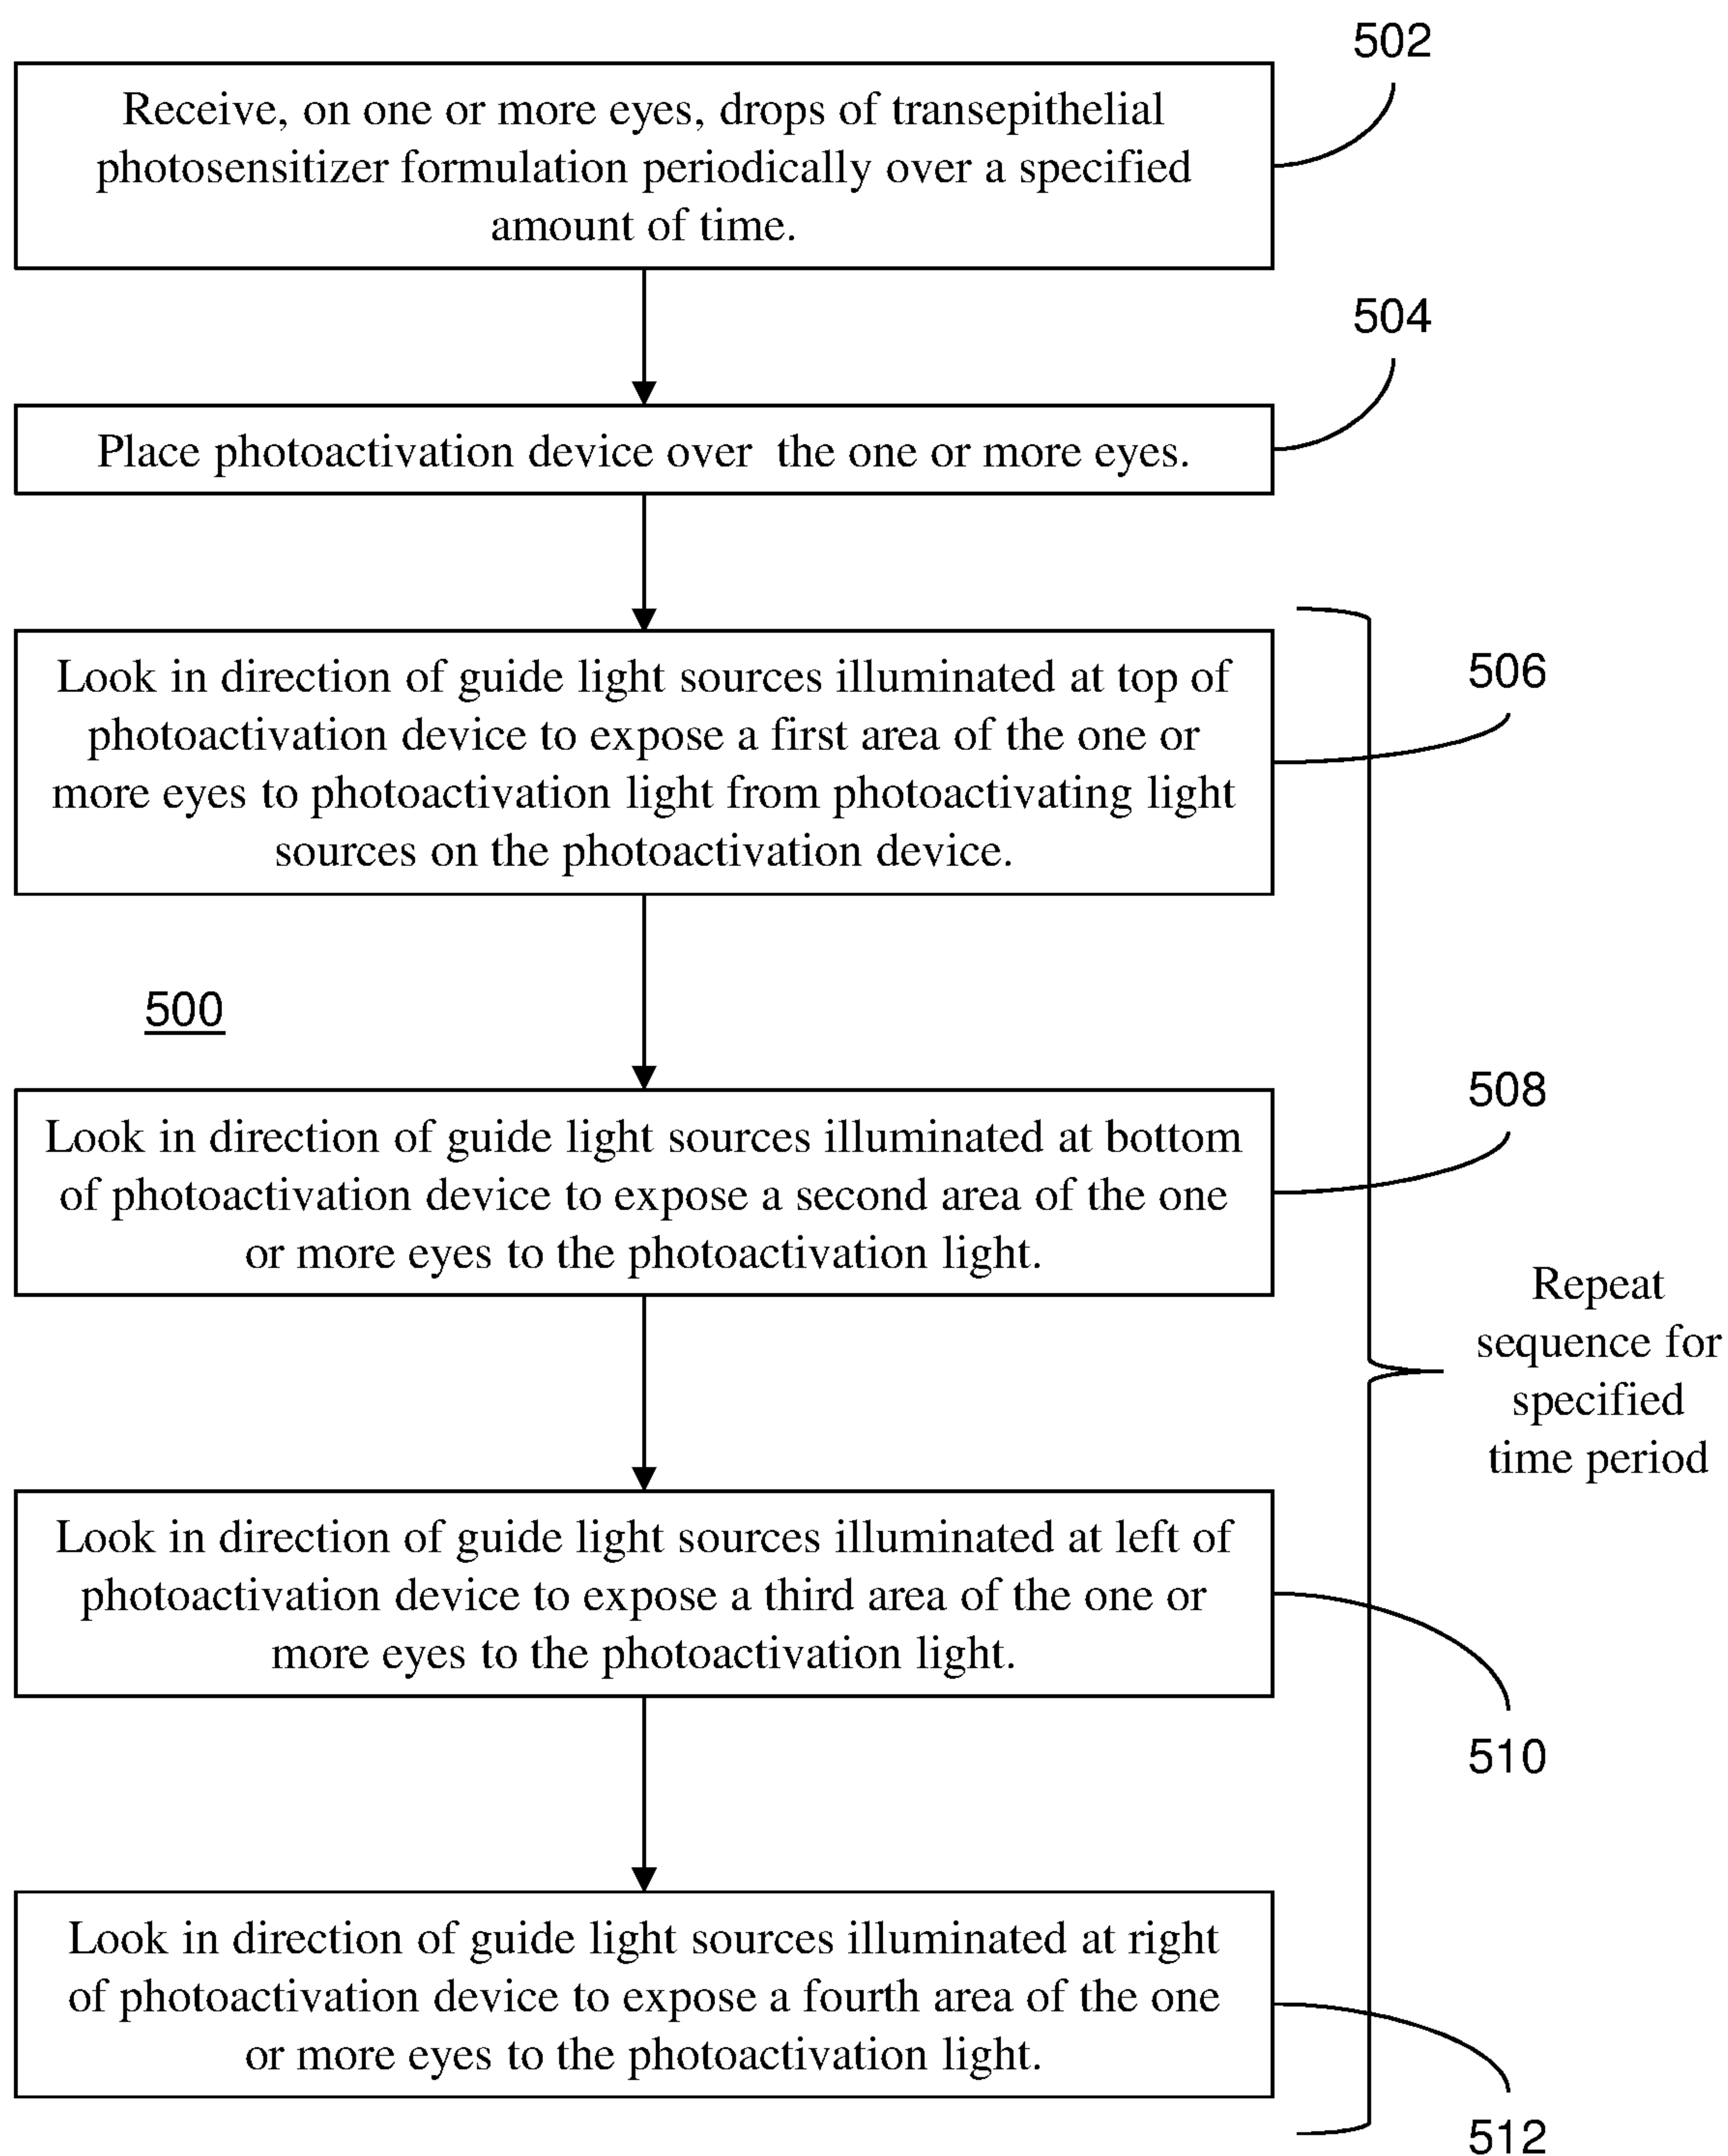 502
Receive, on one or more eyes, drops of transepithelial
photosensitizer formulation periodically over a specified
amount of time.
504
Place photoactivation device over the one or more eyes.
506
Look in direction of guide light sources illuminated at top of
photoactivation device to expose a first area of the one or
more eyes to photoactivation light from photoactivating light
sources on the photoactivation device.
500
508
Look in direction of guide light sources illuminated at bottom
of photoactivation device to expose a second area of the one
or more eyes to the photoactivation light.
Repeat
sequence for
specified
time period
Look in direction of guide light sources illuminated at left of
photoactivation device to expose a third area of the one or
more eyes to the photoactivation light.
510
Look in direction of guide light sources illuminated at right
of photoactivation device to expose a fourth area of the one
or more eyes to the photoactivation light.
512